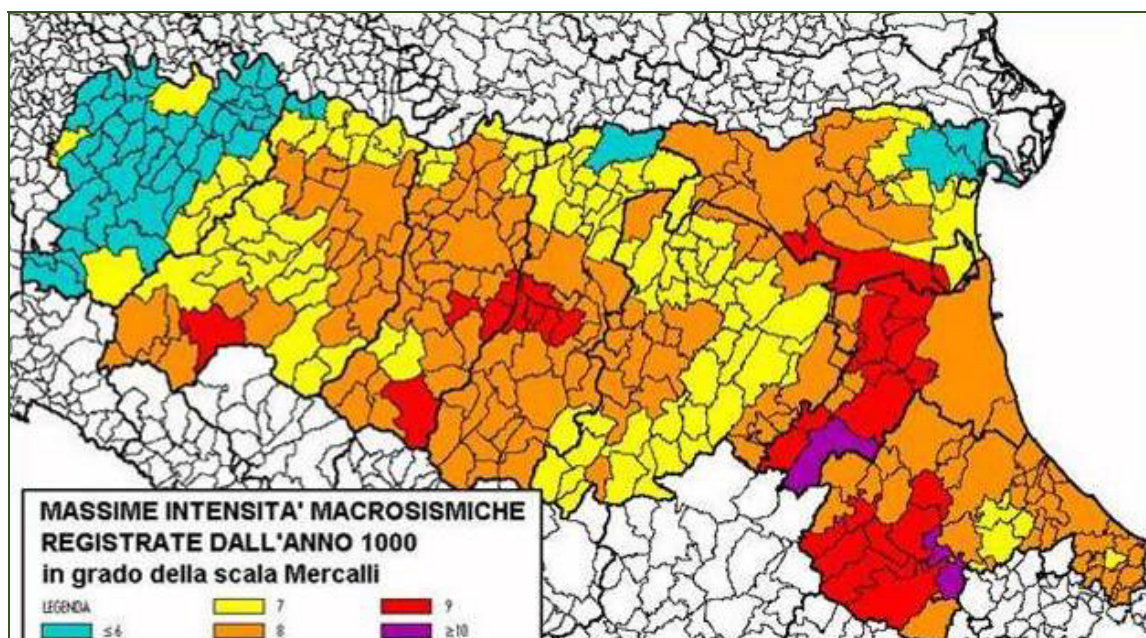 MASSIME INTENSITA' MACROSISMICHE
REGISTRATE DALL'ANNO 1000
in grado della scala Mercalli
LEGENDA 7 9
≤6 8 ≥10